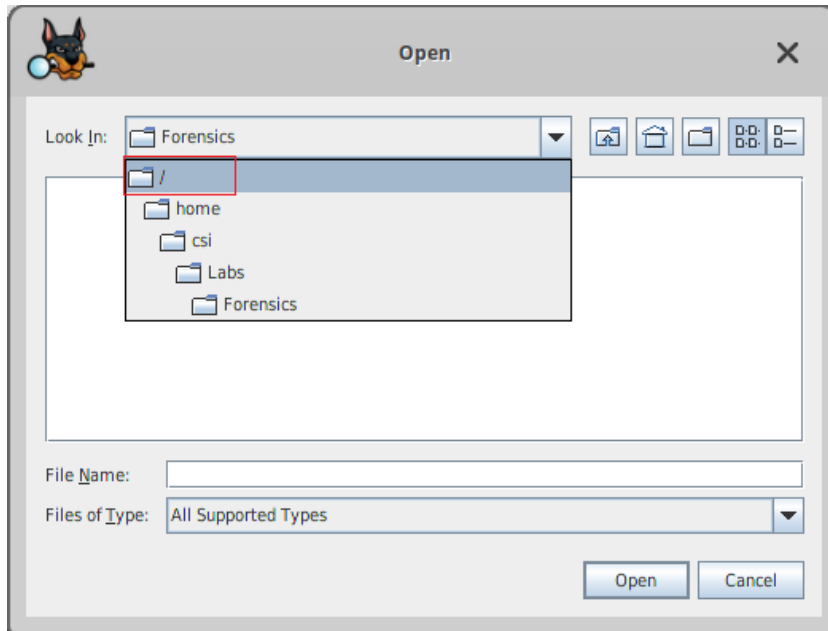 Open
Look In: Forensics
/
home
csi
Labs
Forensics
File Name:
Files of Type: All Supported Types
Open Cancel